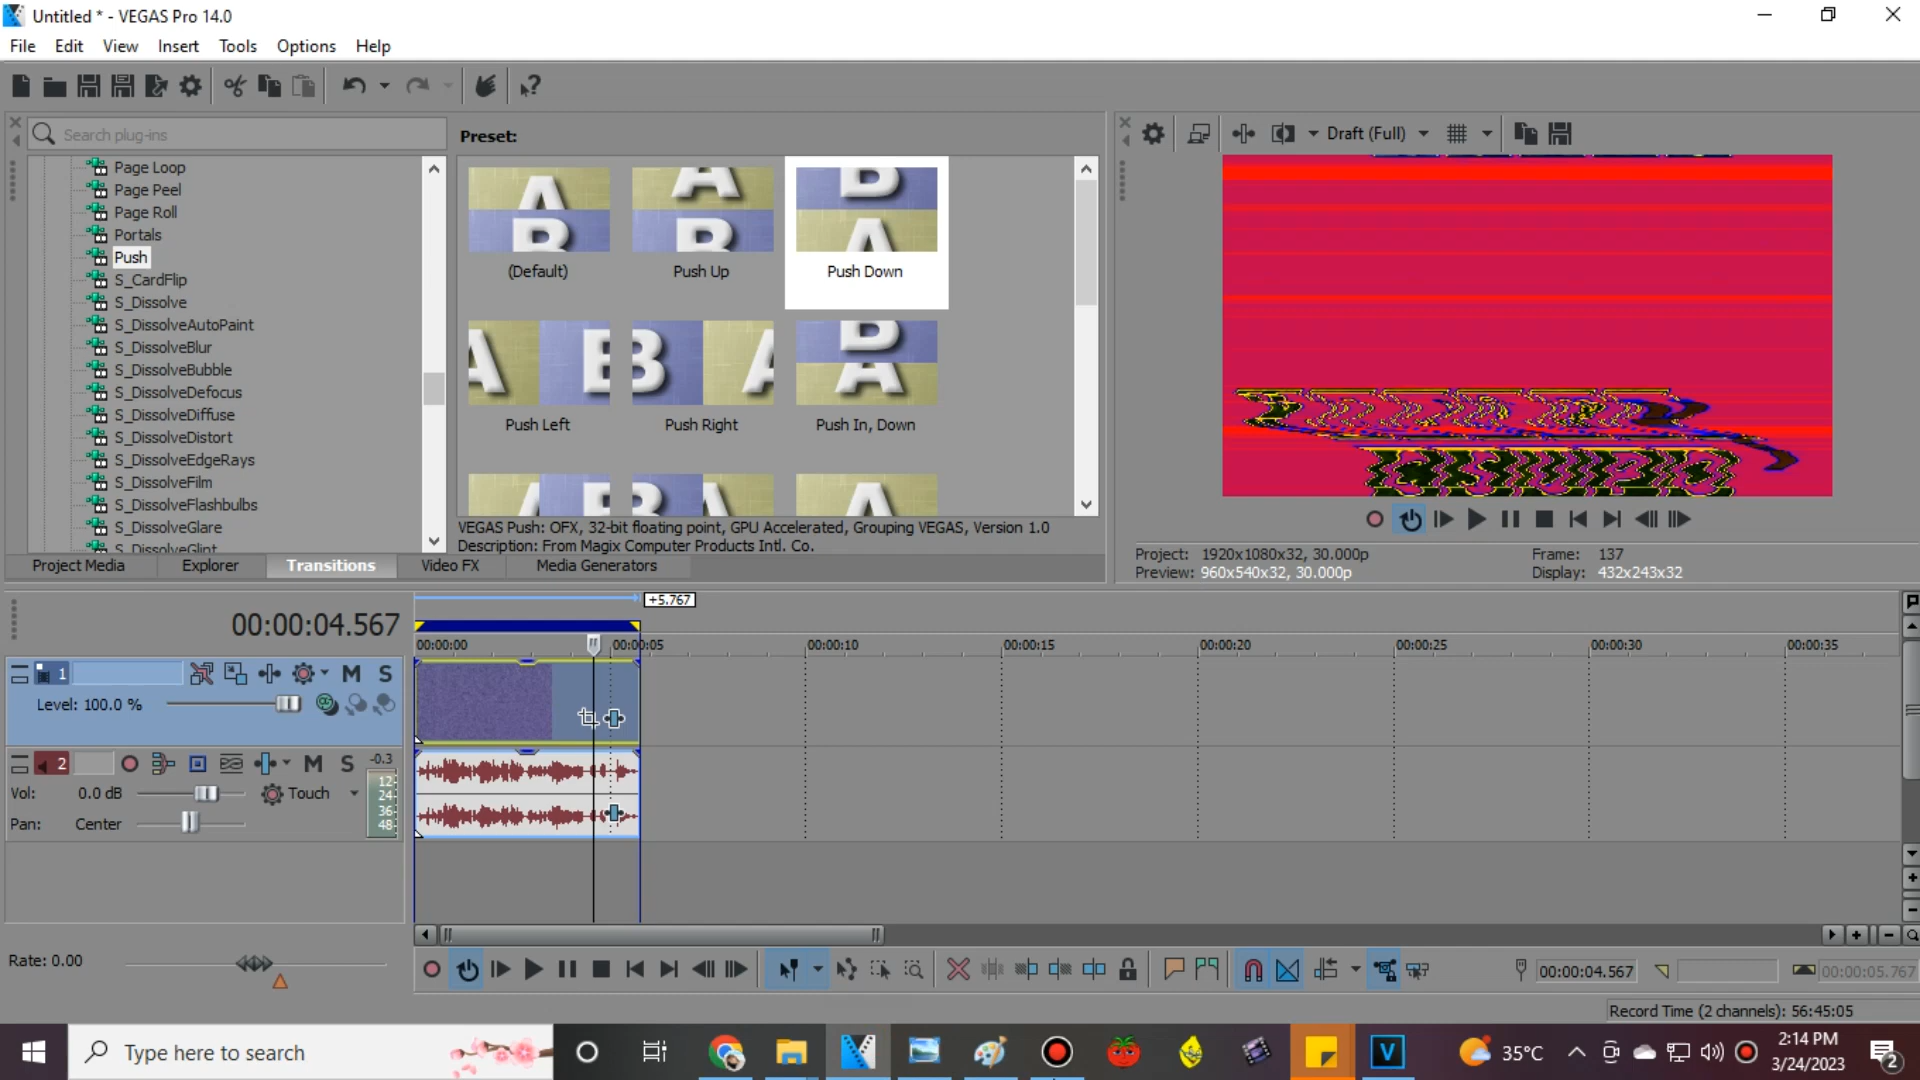 Untitled * - VEGAS Pro 14.0
File Edit View Insert Tools Options Help
Search plug-ins
Preset:
Draft (Full)
Page Loop
Page Peel
Page Roll
Portals
Push
S_CardFlip
S_Dissolve
S_DissolveAutoPaint
S_DissolveBlur
S_DissolveBubble
S_DissolveDefocus
S_DissolveDiffuse
S_DissolveDistort
S_DissolveEdgeRays
S_DissolveFilm
S_DissolveFlashbulbs
S_DissolveGlare
S_DissolveGlint
(Default) Push Up Push Down
Push Left Push Right Push In, Down
VEGAS Push: OFX, 32-bit floating point, GPU Accelerated, Grouping VEGAS, Version 1.0
Description: From Magix Computer Products Intl. Co.
Project Media Explorer Transitions Video FX Media Generators
Project: 1920x1080x32, 30.000p Frame: 137
Preview: 960x540x32, 30.000p Display: 432x243x32
+5.767
00:00:04.567
00:00:00 00:00:05 00:00:10 00:00:15 00:00:20 00:00:25 00:00:30 00:00:35
1 M S
Level: 100.0 %
2 M S -0.3
Vol: 0.0 dB Touch
Pan: Center
12
24
36
48
Rate: 0.00
00:00:04.567 00:00:05.767
Record Time (2 channels): 56:45:05
Type here to search
35°C
2:14 PM
3/24/2023
2